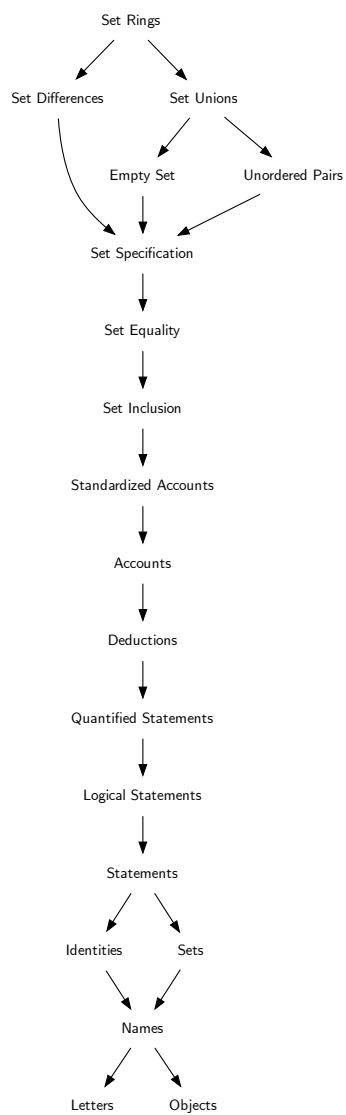 Set Rings
Set Differences
Set Unions
Empty Set
Unordered Pairs
Set Specification
Set Equality
Set Inclusion
Standardized Accounts
Accounts
Deductions
Quantified Statements
Logical Statements
Statements
Identities
Sets
Names
Letters
Objects